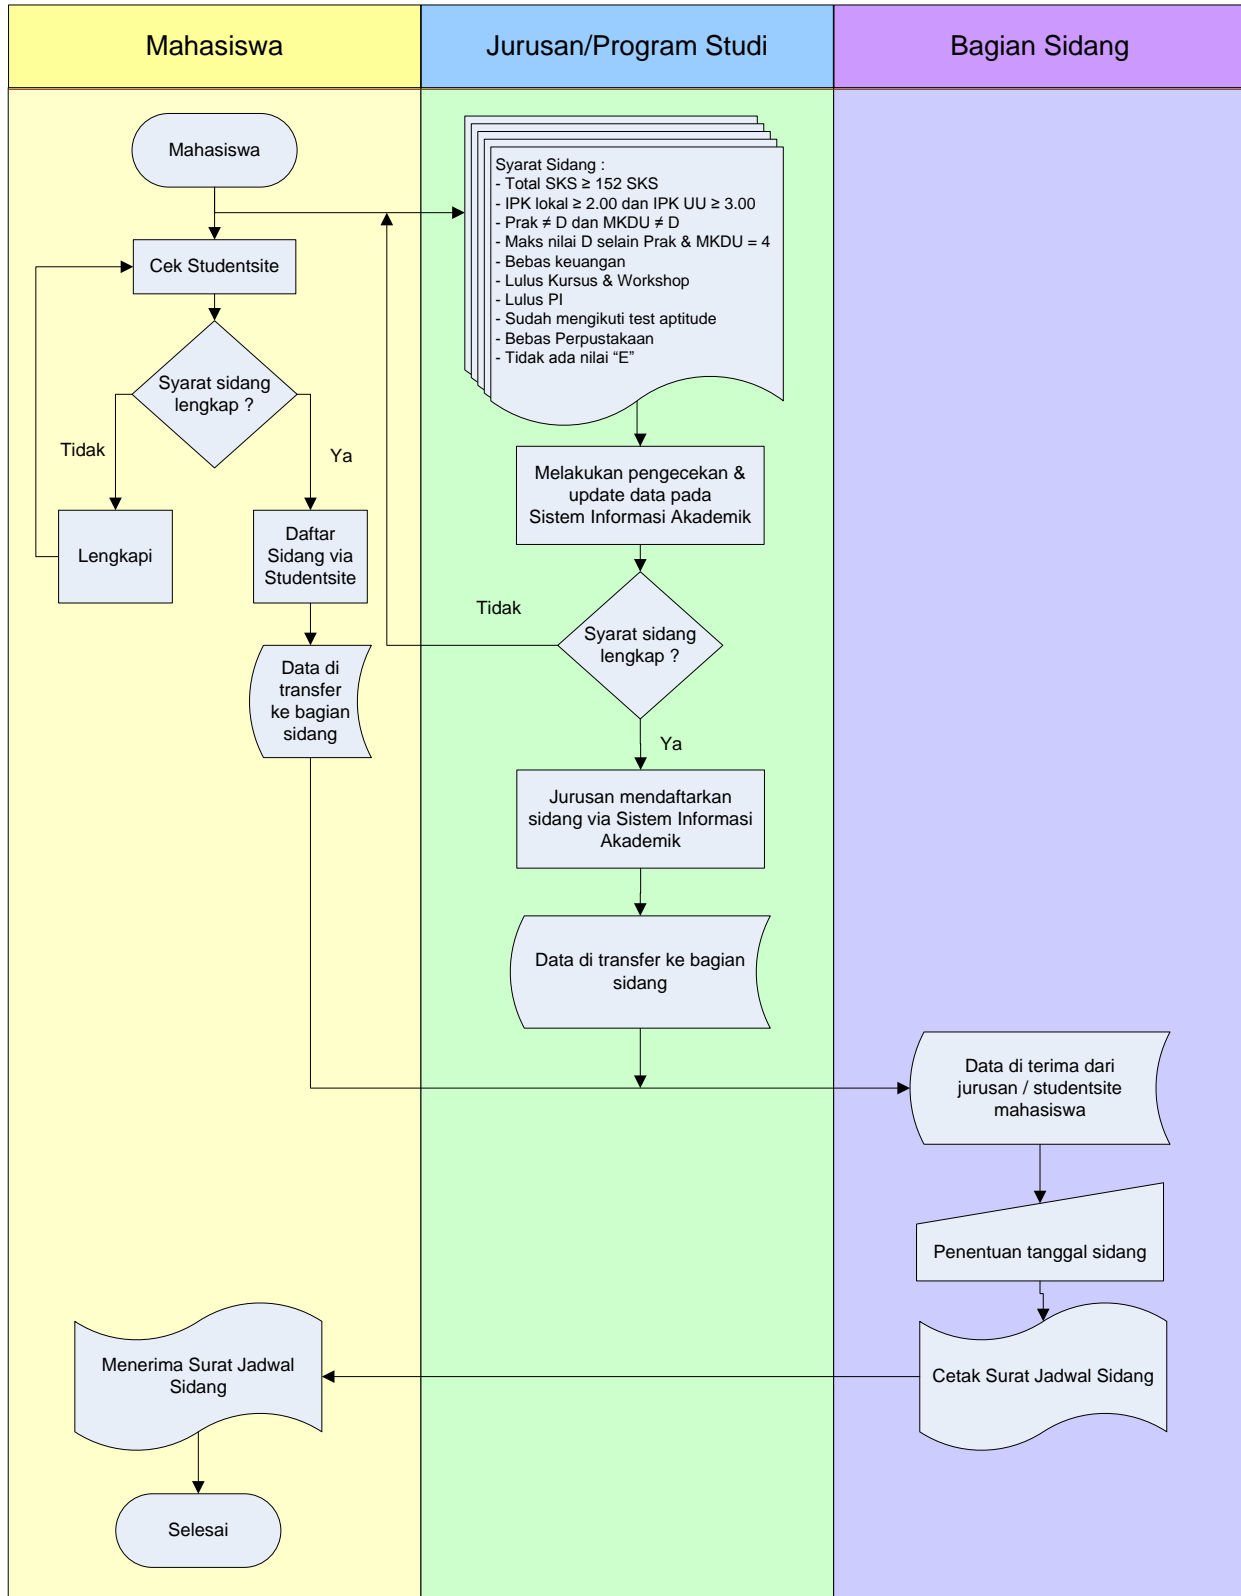 Mahasiswa
Jurusan/Program Studi
Bagian Sidang
Mahasiswa
Cek Studentsite
Syarat sidang
lengkap ?
Tidak
Ya
Lengkapi
Daftar
Sidang via
Studentsite
Data di
transfer
ke bagian
sidang
Syarat Sidang :
- Total SKS ≥ 152 SKS
- IPK lokal ≥ 2.00 dan IPK UU ≥ 3.00
- Prak ≠ D dan MKDU ≠ D
- Maks nilai D selain Prak & MKDU = 4
- Bebas keuangan
- Lulus Kursus & Workshop
- Lulus PI
- Sudah mengikuti test aptitude
- Bebas Perpustakaan
- Tidak ada nilai “E”
Melakukan pengecekan &
update data pada
Sistem Informasi Akademik
Tidak
Syarat sidang
lengkap ?
Ya
Jurusan mendaftarkan
sidang via Sistem Informasi
Akademik
Data di transfer ke bagian
sidang
Data di terima dari
jurusan / studentsite
mahasiswa
Penentuan tanggal sidang
Cetak Surat Jadwal Sidang
Menerima Surat Jadwal
Sidang
Selesai